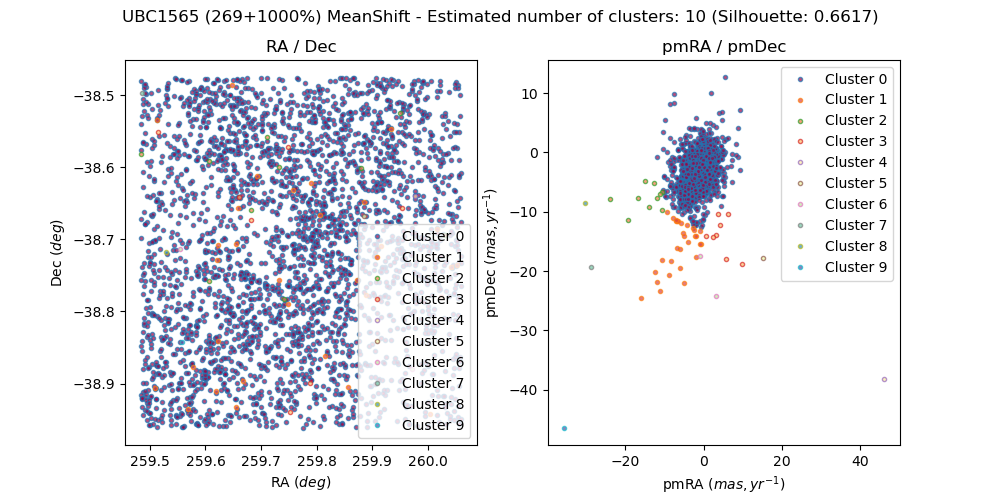 UBC1565 (269+1000%) MeanShift - Estimated number of clusters: 10 (Silhouette: 0.6617)
RA / Dec
−38.5
−38.6
−38.7
−38.8
−38.9
Dec (deg)
259.5 259.6 259.7 259.8 259.9 260.0
RA (deg)
Cluster 0
Cluster 1
Cluster 2
Cluster 3
Cluster 4
Cluster 5
Cluster 6
Cluster 7
Cluster 8
Cluster 9
pmRA / pmDec
10
0
−10
−20
−30
−40
pmDec (mas, yr⁻¹)
−20 0 20 40
pmRA (mas, yr⁻¹)
Cluster 0
Cluster 1
Cluster 2
Cluster 3
Cluster 4
Cluster 5
Cluster 6
Cluster 7
Cluster 8
Cluster 9